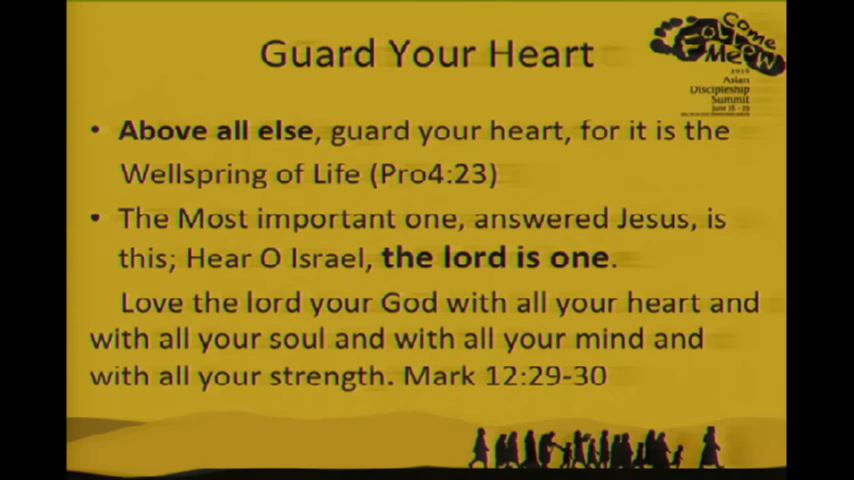 Guard Your Heart
Come
Follow
Me
Asian
Discipleship
Summit
• Above all else, guard your heart, for it is the
Wellspring of Life (Pro4:23)
• The Most important one, answered Jesus, is
this; Hear O Israel, the lord is one.
Love the lord your God with all your heart and
with all your soul and with all your mind and
with all your strength. Mark 12:29-30